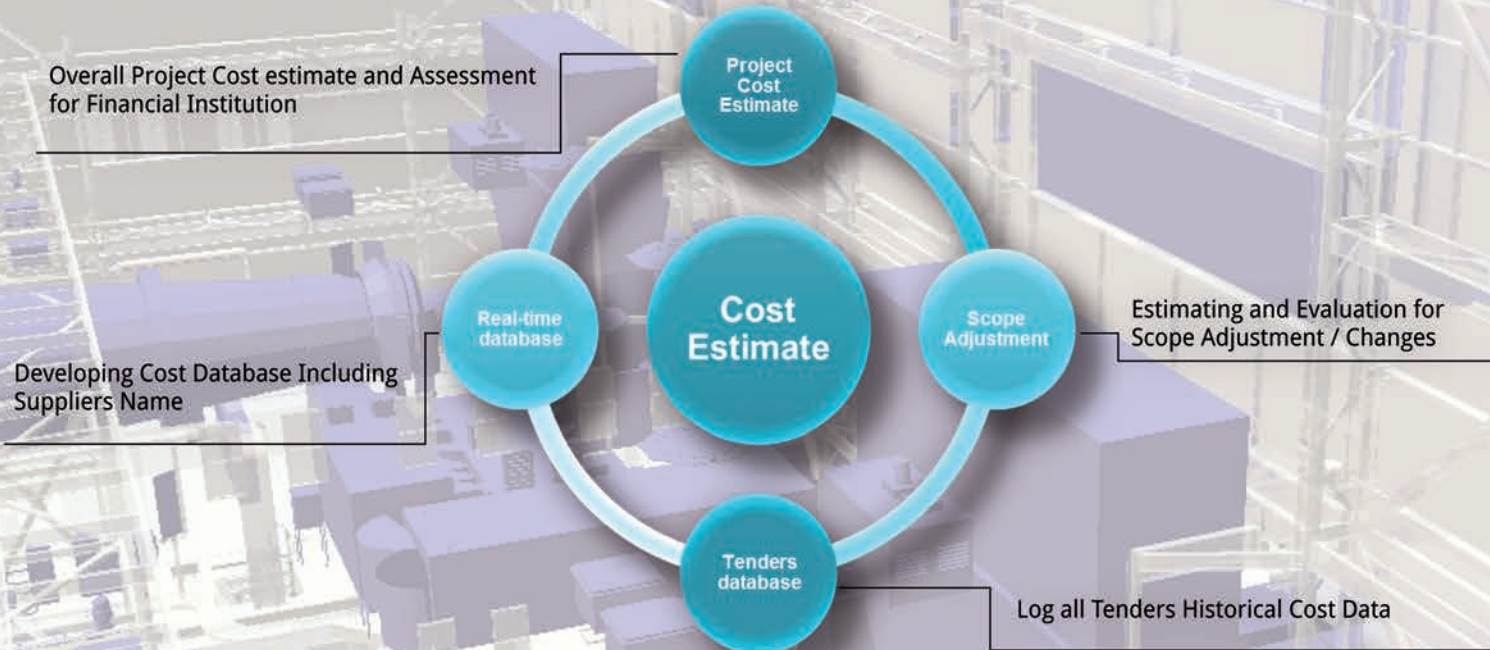 Overall Project Cost estimate and Assessment
for Financial Institution
Project
Cost
Estimate
Real-time
database
Cost
Estimate
Scope
Adjustment
Estimating and Evaluation for
Scope Adjustment / Changes
Developing Cost Database Including
Suppliers Name
Tenders
database
Log all Tenders Historical Cost Data